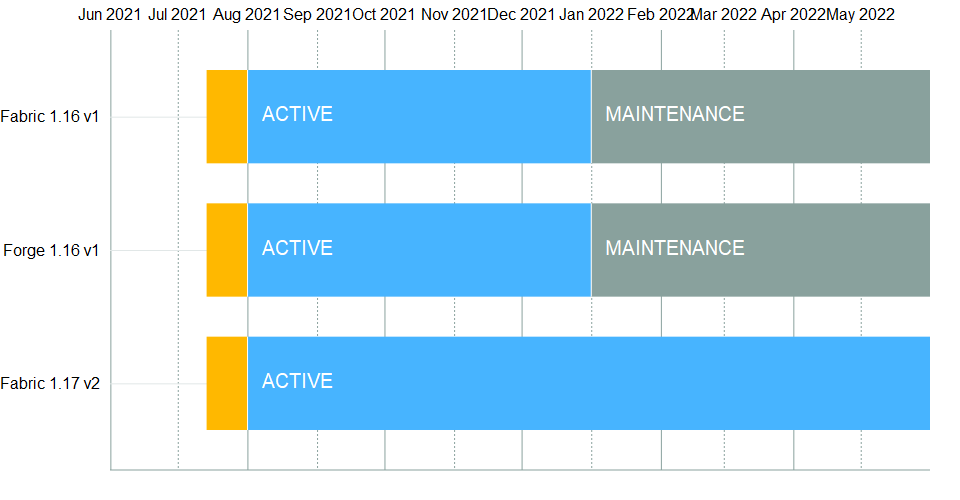 Jun 2021 Jul 2021 Aug 2021 Sep 2021 Oct 2021 Nov 2021 Dec 2021 Jan 2022 Feb 2022 Mar 2022 Apr 2022 May 2022
Fabric 1.16 v1 ACTIVE MAINTENANCE
Forge 1.16 v1 ACTIVE MAINTENANCE
Fabric 1.17 v2 ACTIVE